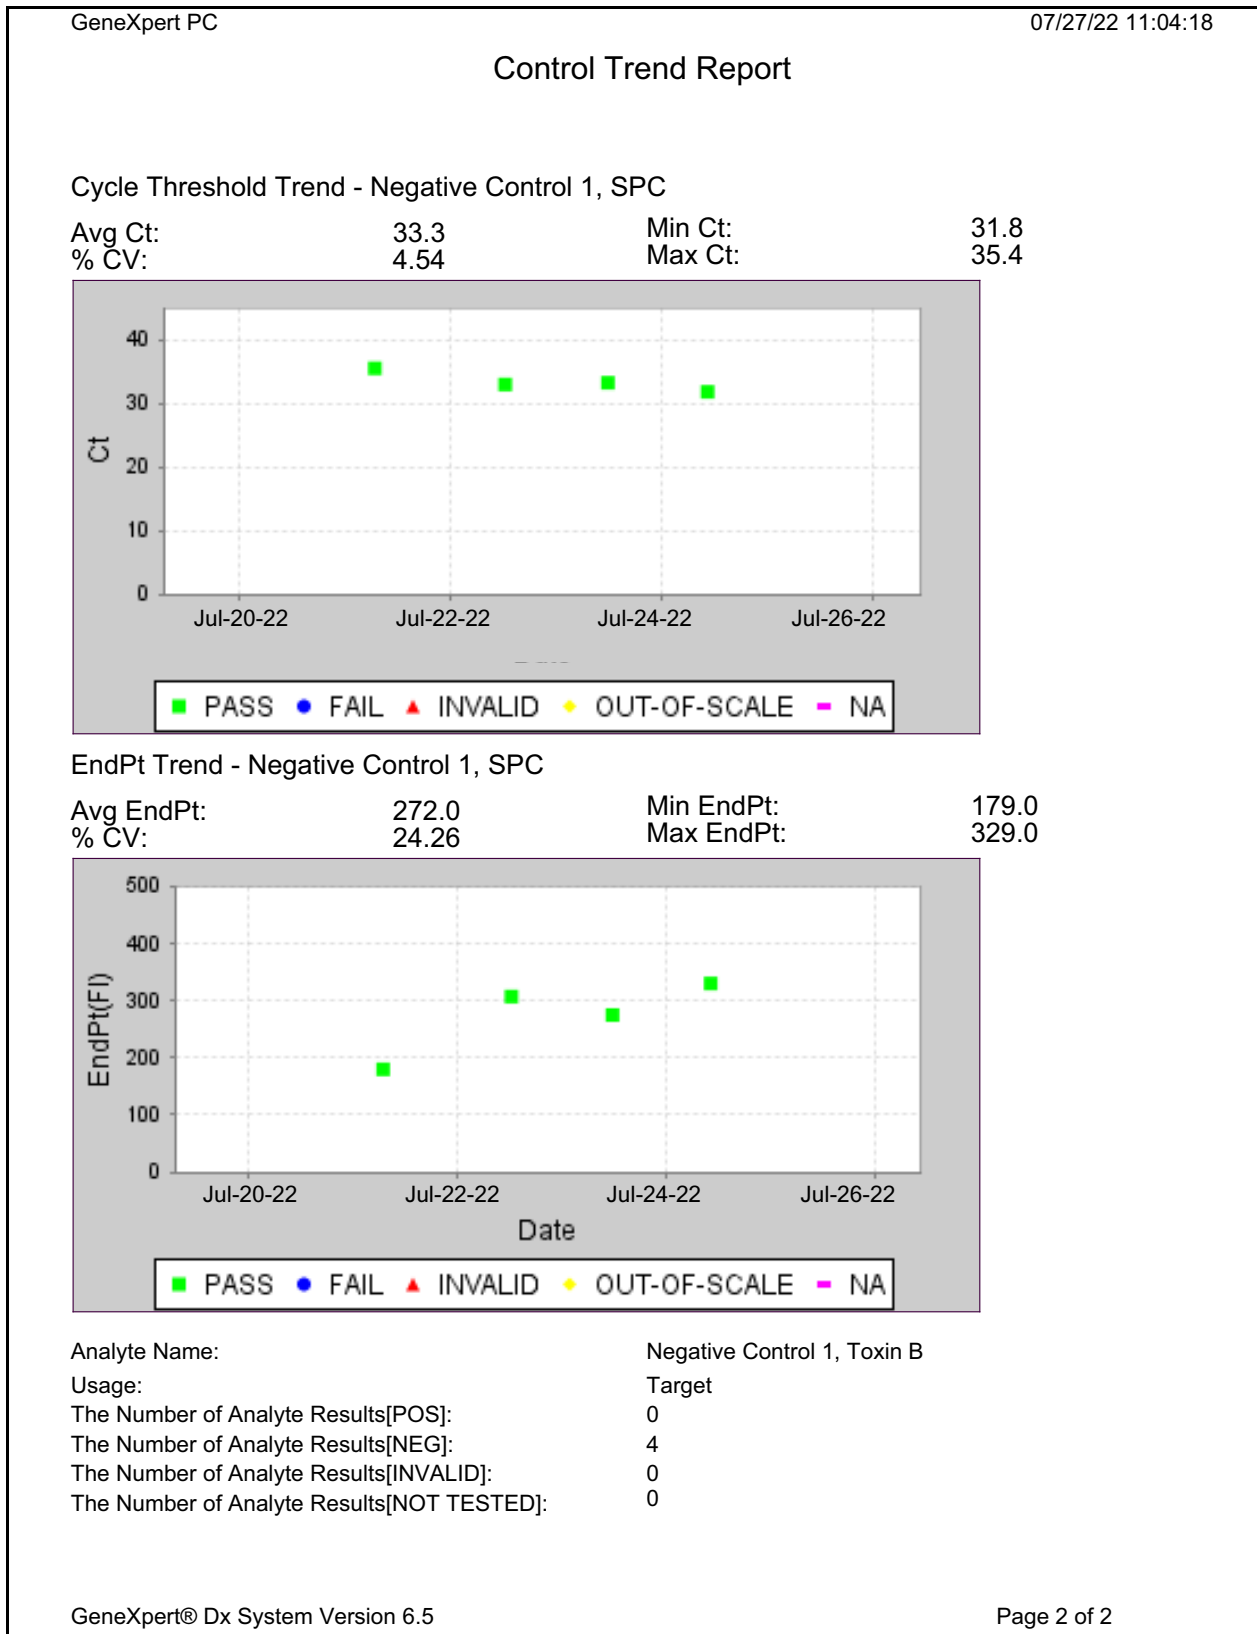 GeneXpert PC 07/27/22 11:04:18
Control Trend Report
Cycle Threshold Trend - Negative Control 1, SPC
Avg Ct: 33.3 Min Ct: 31.8
% CV: 4.54 Max Ct: 35.4
40
30
20
10
0
Ct
Jul-20-22 Jul-22-22 Jul-24-22 Jul-26-22
PASS FAIL INVALID OUT-OF-SCALE NA
EndPt Trend - Negative Control 1, SPC
Avg EndPt: 272.0 Min EndPt: 179.0
% CV: 24.26 Max EndPt: 329.0
500
400
300
200
100
0
EndPt(Fl)
Jul-20-22 Jul-22-22 Jul-24-22 Jul-26-22
Date
PASS FAIL INVALID OUT-OF-SCALE NA
Analyte Name: Negative Control 1, Toxin B
Usage: Target
The Number of Analyte Results[POS]: 0
The Number of Analyte Results[NEG]: 4
The Number of Analyte Results[INVALID]: 0
The Number of Analyte Results[NOT TESTED]: 0
GeneXpert® Dx System Version 6.5 Page 2 of 2